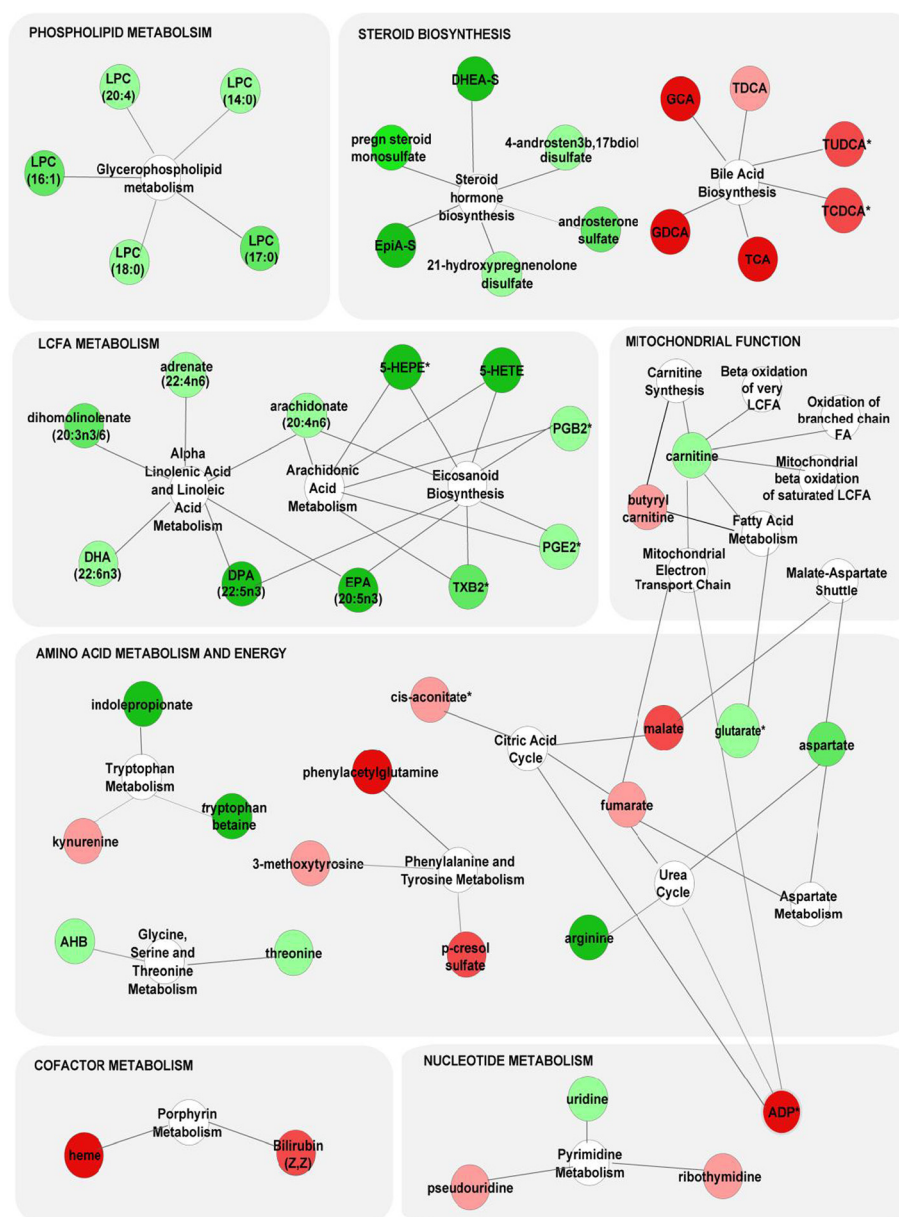 PHOSPHOLIPID METABOLSIM
LPC
(20:4)
LPC
(14:0)
LPC
(16:1)
Glycerophospholipid
metabolism
LPC
(18:0)
LPC
(17:0)
STEROID BIOSYNTHESIS
DHEA-S
pregn steroid
monosulfate
4-androsten3b,17bdiol
disulfate
Steroid
hormone
biosynthesis
EpiA-S
androsterone
sulfate
21-hydroxypregnenolone
disulfate
GCA
TDCA
TUDCA*
Bile Acid
Biosynthesis
TCDCA*
GDCA
TCA
LCFA METABOLISM
adrenate
(22:4n6)
dihomolinolenate
(20:3n3/6)
arachidonate
(20:4n6)
5-HEPE*
5-HETE
PGB2*
Alpha
Linolenic Acid
and Linoleic
Acid
Metabolism
Arachidonic
Acid
Metabolism
Eicosanoid
Biosynthesis
DHA
(22:6n3)
DPA
(22:5n3)
EPA
(20:5n3)
TXB2*
PGE2*
MITOCHONDRIAL FUNCTION
Carnitine
Synthesis
Beta oxidation
of very
LCFA
Oxidation of
branched chain
FA
carnitine
Mitochondrial
beta oxidation
of saturated LCFA
butyryl
carnitine
Fatty Acid
Metabolism
Mitochondrial
Electron
Transport Chain
Malate-Aspartate
Shuttle
AMINO ACID METABOLISM AND ENERGY
indolepropionate
Tryptophan
Metabolism
tryptophan
betaine
kynurenine
cis-aconitate*
Citric Acid
Cycle
malate
glutarate*
aspartate
phenylacetylglutamine
fumarate
3-methoxytyrosine
Phenylalanine and
Tyrosine Metabolism
Urea
Cycle
Aspartate
Metabolism
AHB
Glycine,
Serine and
Threonine
Metabolism
threonine
p-cresol
sulfate
arginine
COFACTOR METABOLISM
Porphyrin
Metabolism
heme
Bilirubin
(Z,Z)
NUCLEOTIDE METABOLISM
uridine
ADP*
Pyrimidine
Metabolism
pseudouridine
ribothymidine